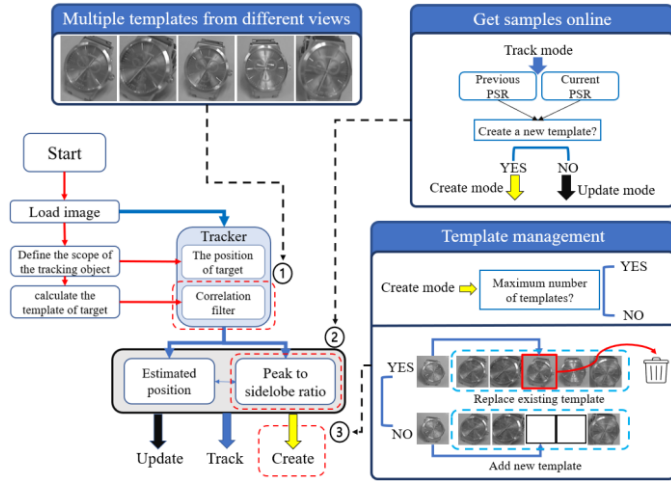 Multiple templates from different views
Get samples online
Track mode
Previous
PSR
Current
PSR
Create a new template?
YES
NO
Create mode
Update mode
Start
Load image
Define the scope of
the tracking object
calculate the
template of target
Tracker
The position
of target
Correlation
filter
1
2
3
Estimated
position
Peak to
sidelobe ratio
Update
Track
Create
Template management
Create mode
Maximum number
of templates?
YES
NO
YES
Replace existing template
NO
Add new template